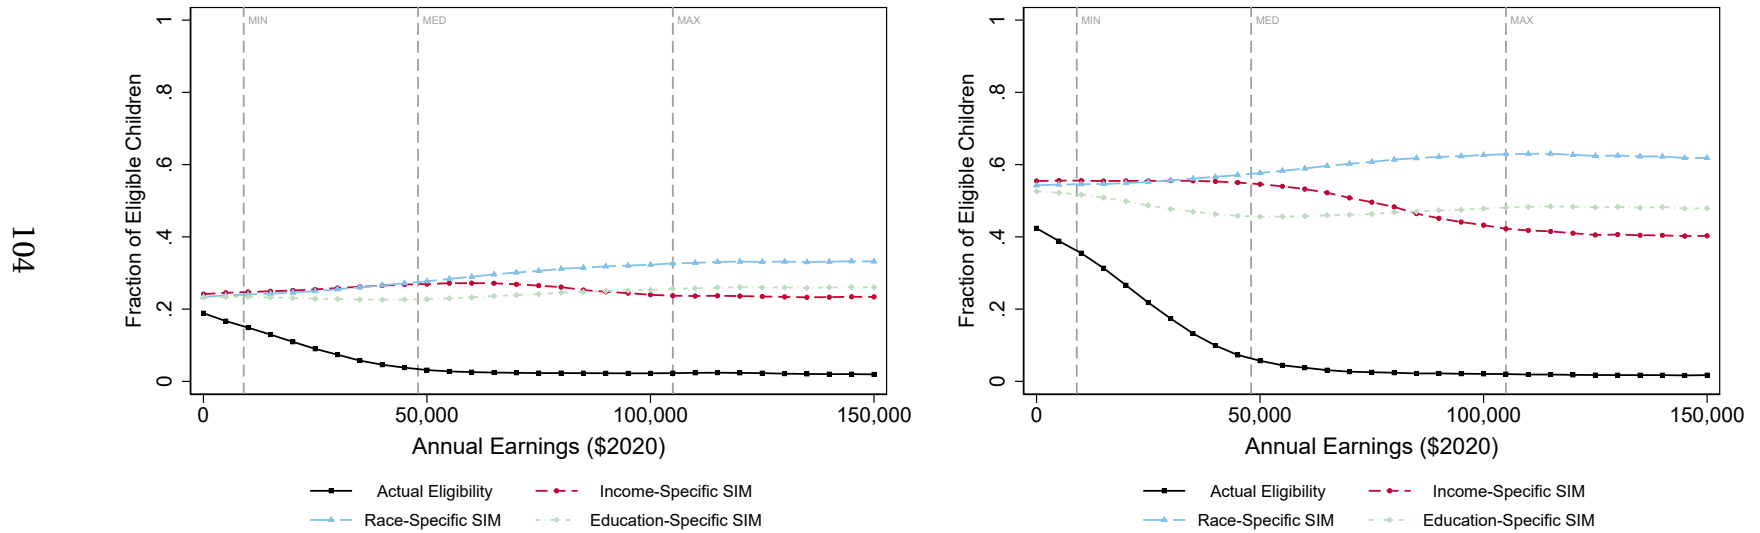 104
Fraction of Eligible Children
1
.8
.6
.4
.2
0
MIN
MED
MAX
0
50,000
100,000
150,000
Annual Earnings ($2020)
Actual Eligibility
Income-Specific SIM
Race-Specific SIM
Education-Specific SIM
Fraction of Eligible Children
1
.8
.6
.4
.2
0
MIN
MED
MAX
0
50,000
100,000
150,000
Annual Earnings ($2020)
Actual Eligibility
Income-Specific SIM
Race-Specific SIM
Education-Specific SIM